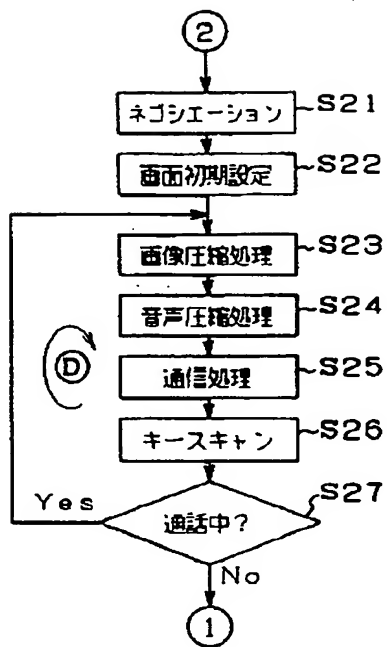 2
ネゴシエーション S21
画面初期設定 S22
画像圧縮処理 S23
音声圧縮処理 S24
D
通信処理 S25
キースキャン S26
Yes 通話中？ S27
No
1